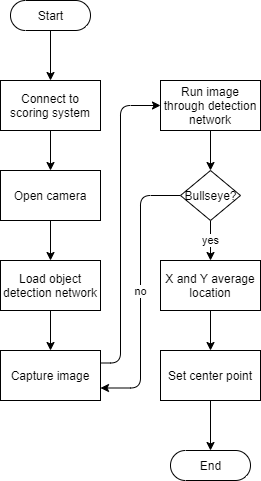 Start
Connect to
scoring system
Open camera
Load object
detection network
Capture image
Run image
through detection
network
Bullseye?
yes
no
X and Y average
location
Set center point
End